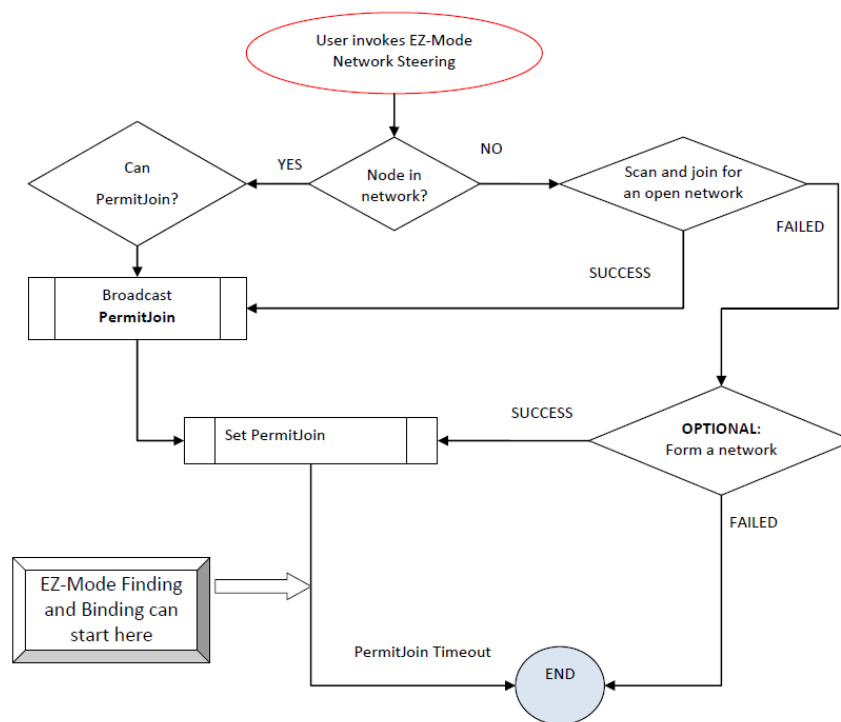 User invokes EZ-Mode
Network Steering
Can
PermitJoin?
YES
Node in
network?
NO
Scan and join for
an open network
FAILED
SUCCESS
Broadcast
PermitJoin
SUCCESS
OPTIONAL:
Form a network
Set PermitJoin
FAILED
EZ-Mode Finding
and Binding can
start here
PermitJoin Timeout
END